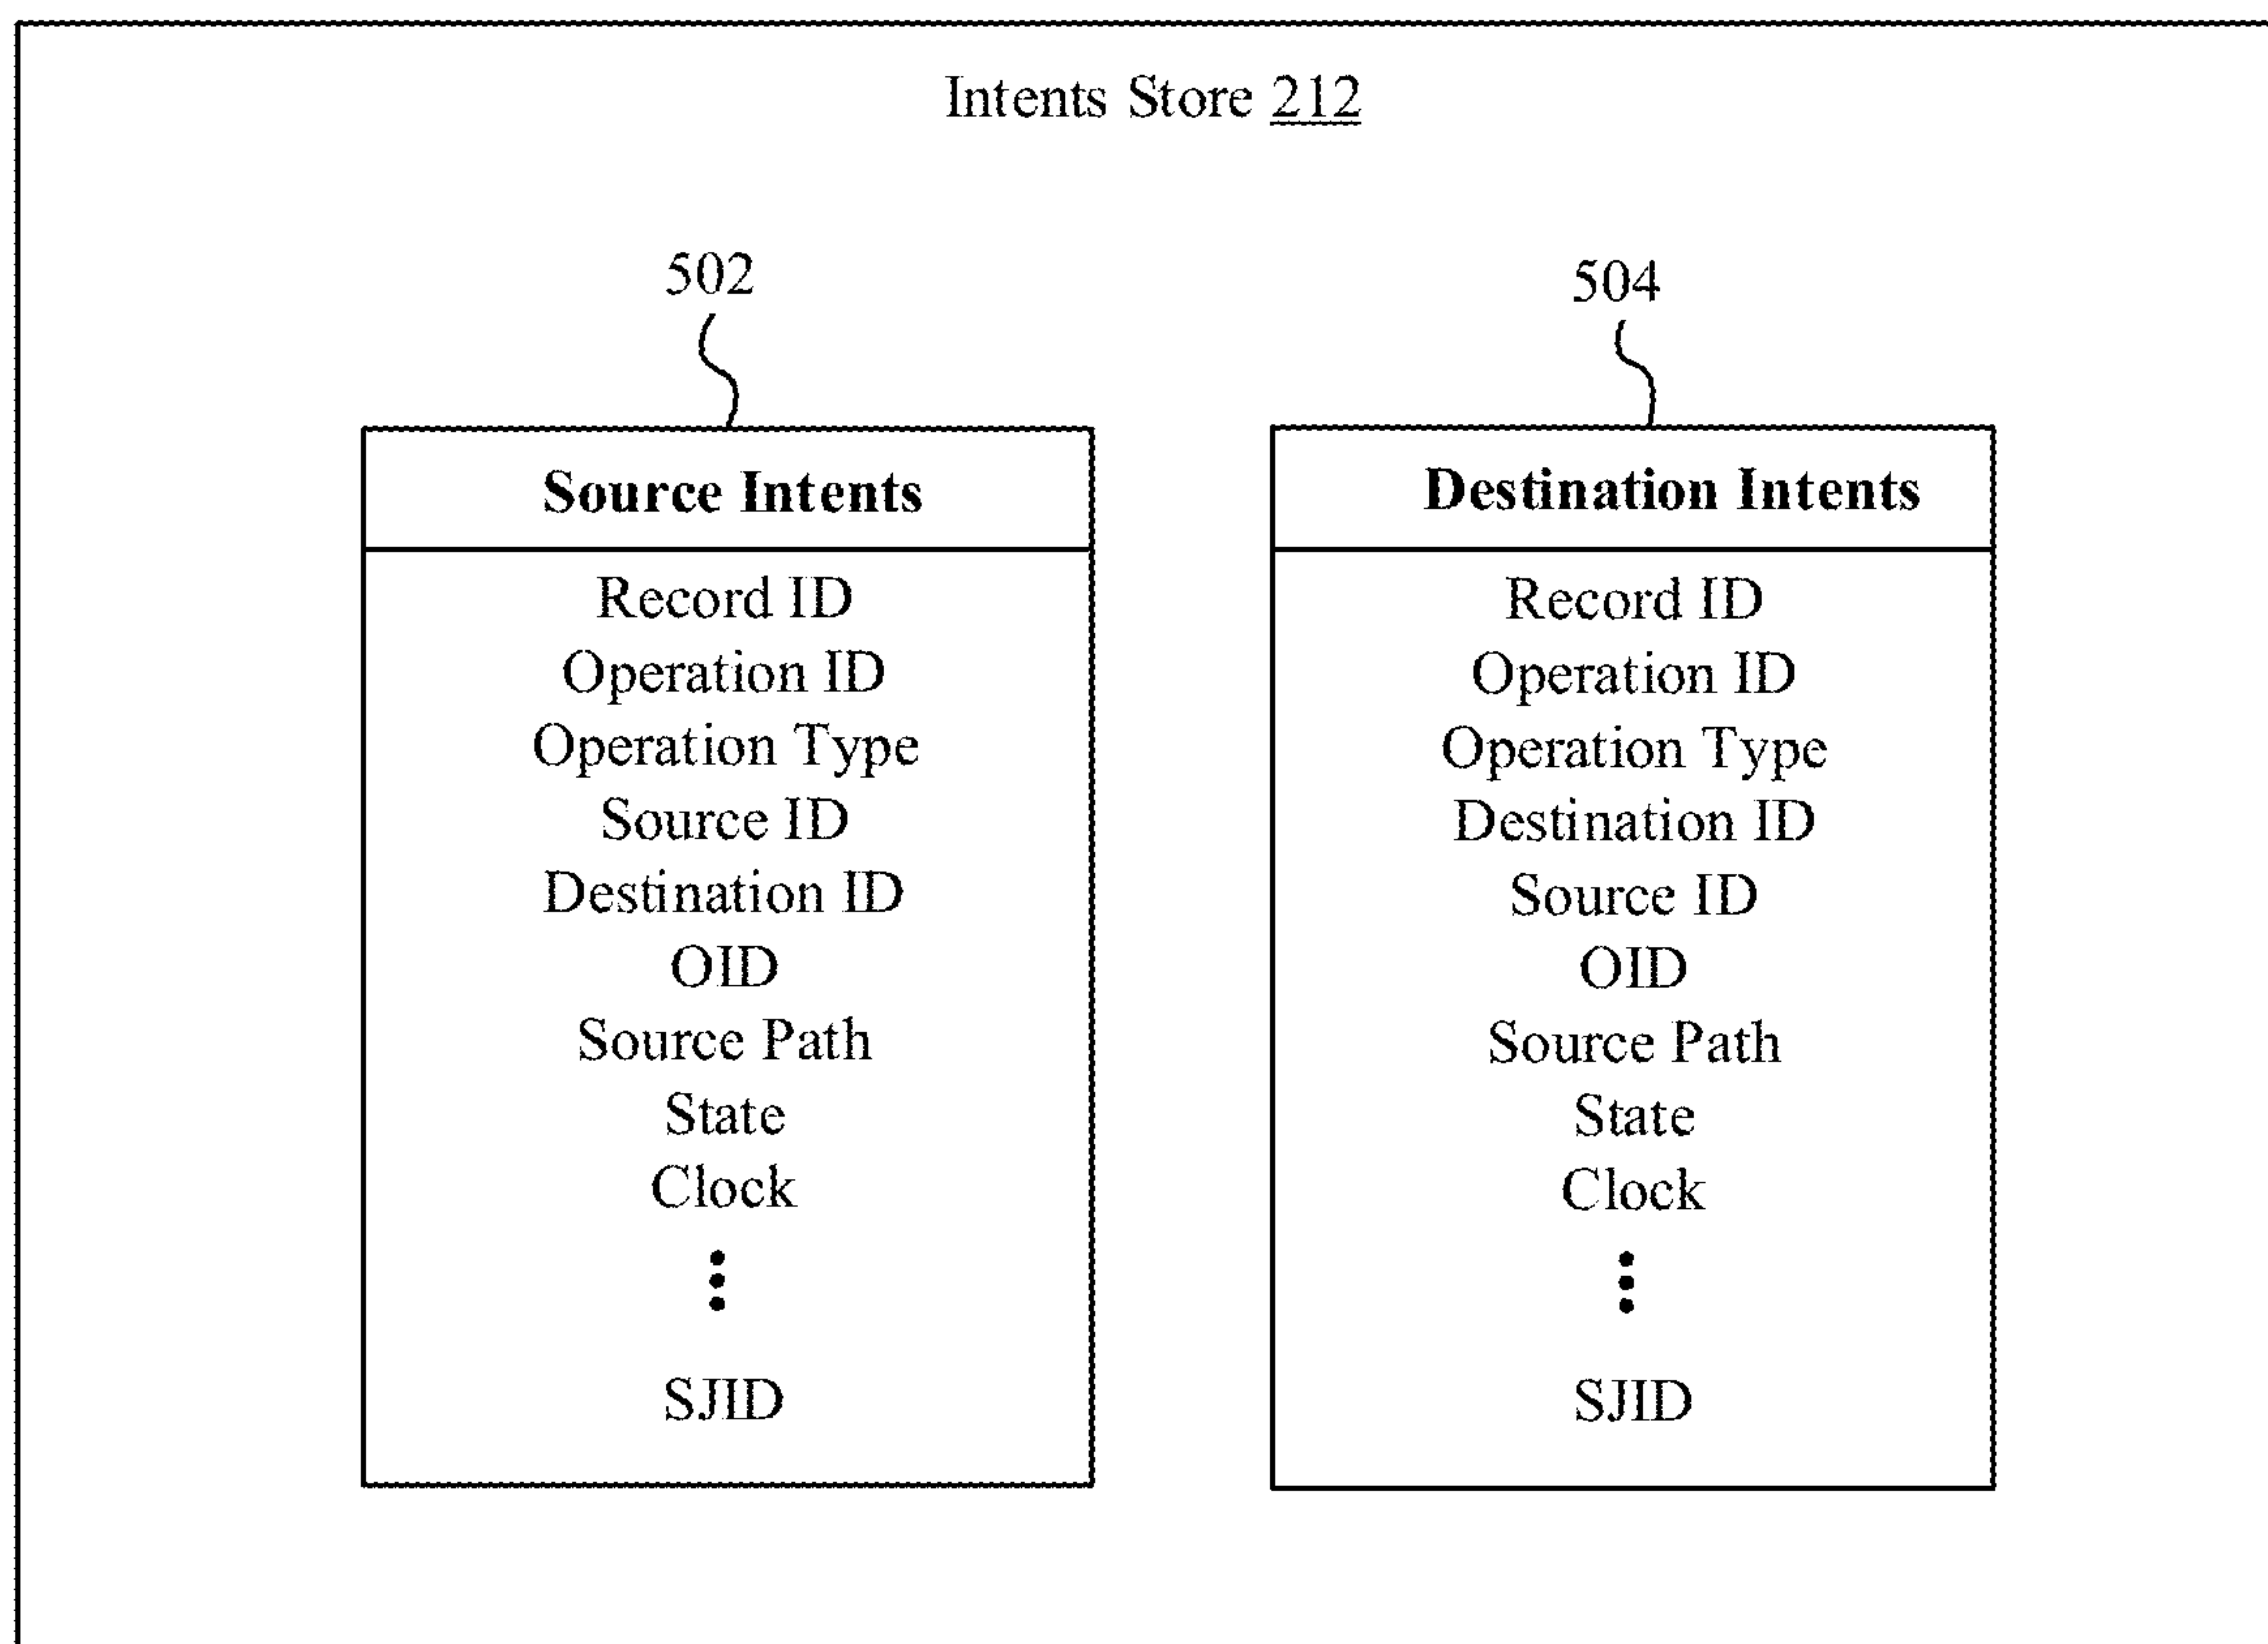 Intents Store 212
502
Source Intents
Record ID
Operation ID
Operation Type
Source ID
Destination ID
OID
Source Path
State
Clock
SJID
504
Destination Intents
Record ID
Operation ID
Operation Type
Destination ID
Source ID
OID
Source Path
State
Clock
SJID